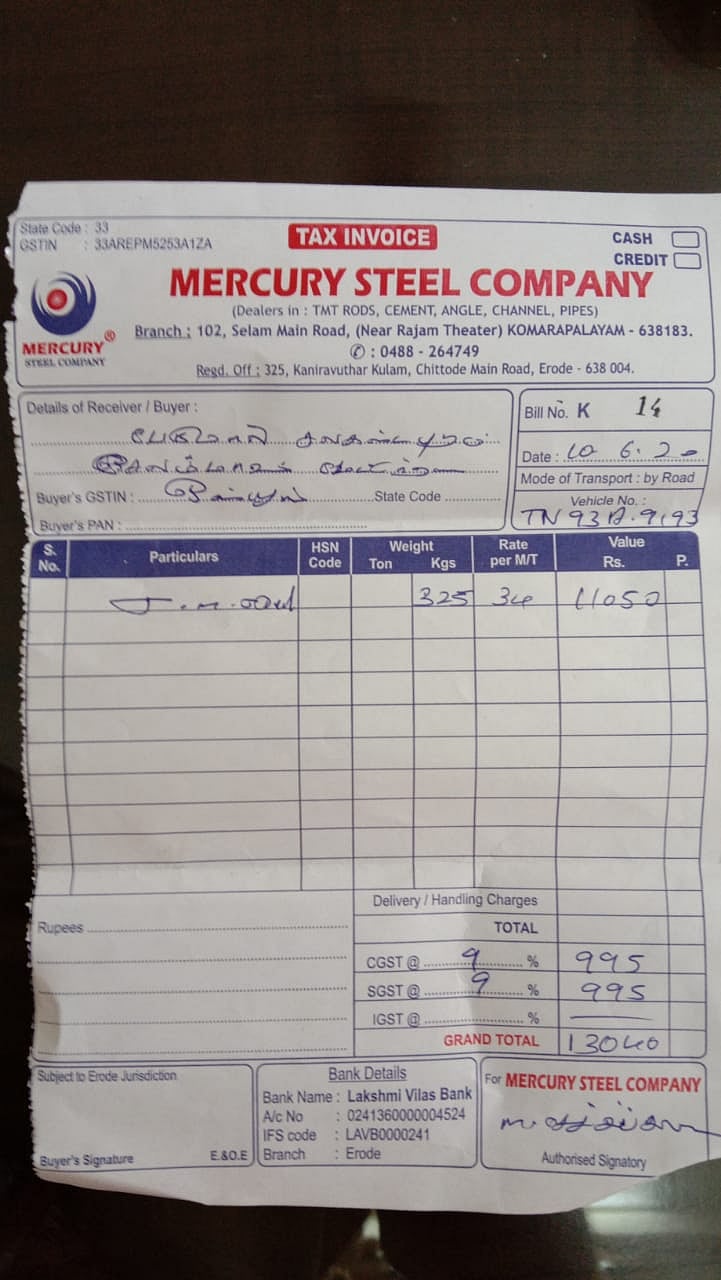 State Code : 33
GSTIN : 33AREPM5253A1ZA
TAX INVOICE
CASH
CREDIT
MERCURY STEEL COMPANY
(Dealers in : TMT RODS, CEMENT, ANGLE, CHANNEL, PIPES)
Branch : 102, Selam Main Road, (Near Rajam Theater) KOMARAPALAYAM - 638183.
✆ : 0488 - 264749
Regd. Off : 325, Kaniravuthar Kulam, Chittode Main Road, Erode - 638 004.
MERCURY®
STEEL COMPANY
Details of Receiver / Buyer :
Buyer's GSTIN :
State Code
Buyer's PAN :
Bill No. K 14
Date : 10 6.20
Mode of Transport : by Road
Vehicle No. :
TN 93A.9193
S. No. Particulars HSN Code Weight Ton Kgs Rate per M/T Value Rs. P.
325 34 11050
Delivery / Handling Charges
Rupees
TOTAL
CGST @ 9 % 995
SGST @ 9 % 995
IGST @ %
GRAND TOTAL 13040
Subject to Erode Jurisdiction
Buyer's Signature E.&O.E
Bank Details
Bank Name : Lakshmi Vilas Bank
A/c No : 0241360000004524
IFS code : LAVB0000241
Branch : Erode
For MERCURY STEEL COMPANY
Authorised Signatory